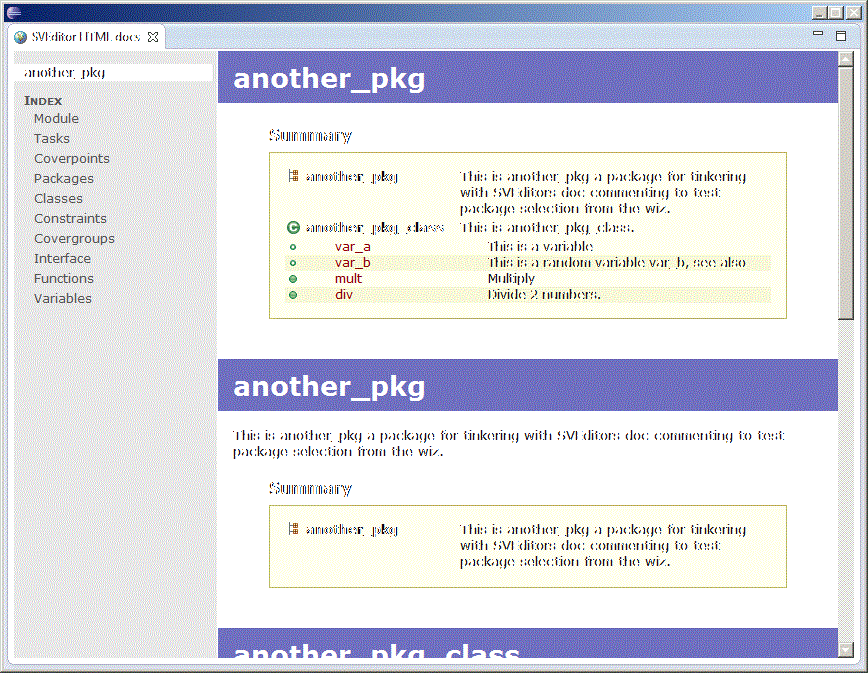 SVEditor HTML docs
another_pkg
INDEX
Module
Tasks
Coverpoints
Packages
Classes
Constraints
Covergroups
Interface
Functions
Variables
another_pkg
Summary
another_pkg This is another_pkg a package for tinkering
with SVEditors doc commenting to test
package selection from the wiz.
another_pkg_class This is another_pkg_class.
var_a This is a variable
var_b This is a random variable var_b, see also
mult Multiply
div Divide 2 numbers.
another_pkg
This is another_pkg a package for tinkering with SVEditors doc commenting to test
package selection from the wiz.
Summary
another_pkg This is another_pkg a package for tinkering
with SVEditors doc commenting to test
package selection from the wiz.
another_pkg_class